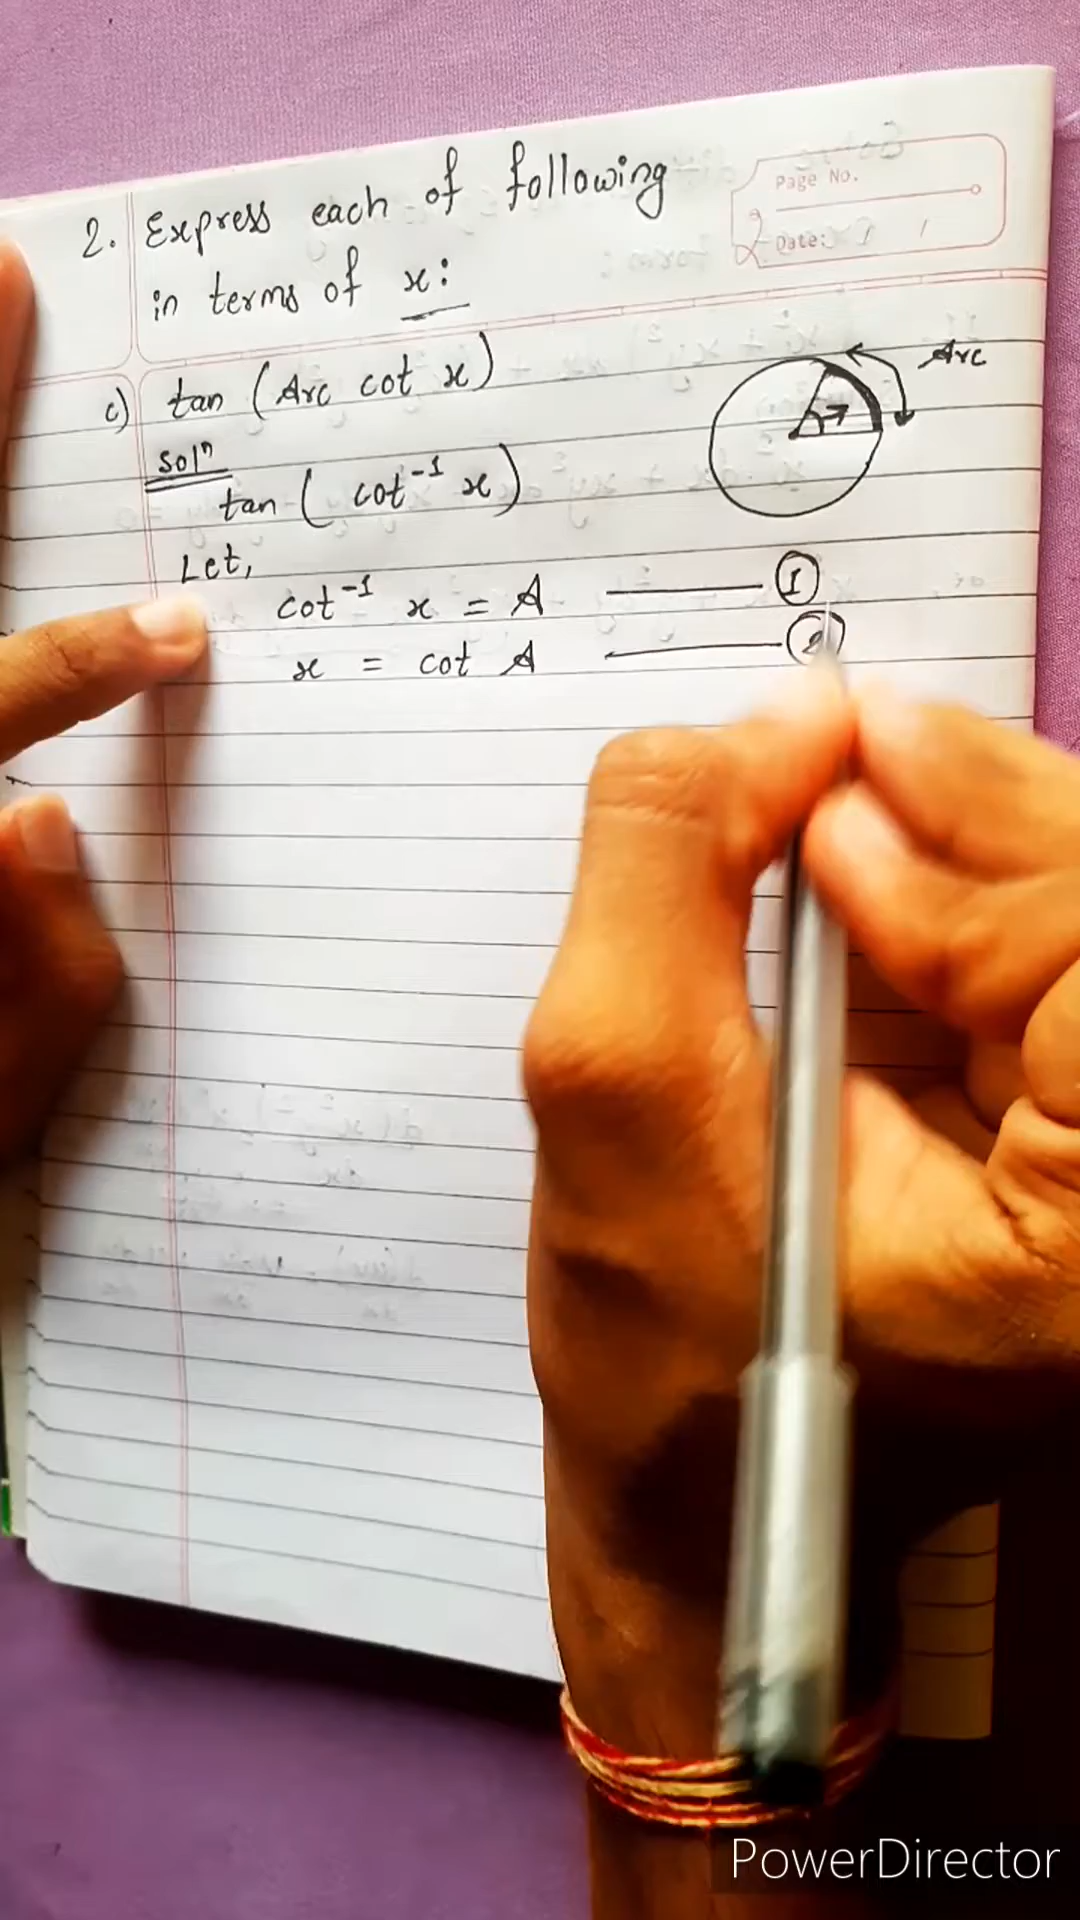 2. Express each of following
in terms of x:
Page No.
Date: / /
c) tan (Arc cot x)
Arc
Solⁿ
tan (cot⁻¹ x)
Let,
cot⁻¹ x = A ——— ①
x = cot A ——— ②
PowerDirector